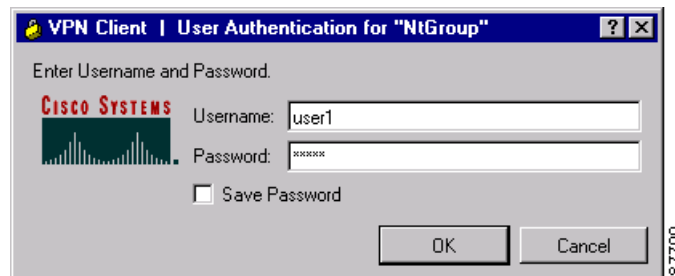 VPN Client | User Authentication for "NtGroup"
Enter Username and Password.
CISCO SYSTEMS
Username: user1
Password: *****
Save Password
OK Cancel